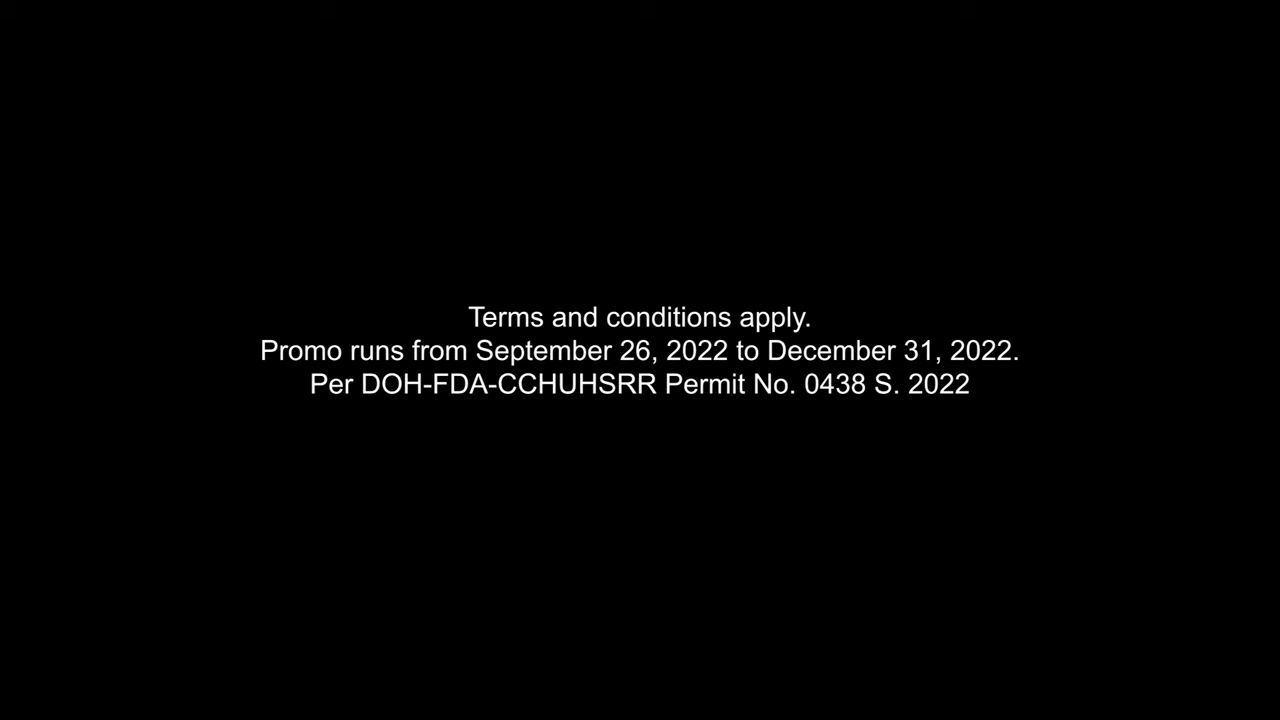 Terms and conditions apply.
Promo runs from September 26, 2022 to December 31, 2022.
Per DOH-FDA-CCHUHSRR Permit No. 0438 S. 2022